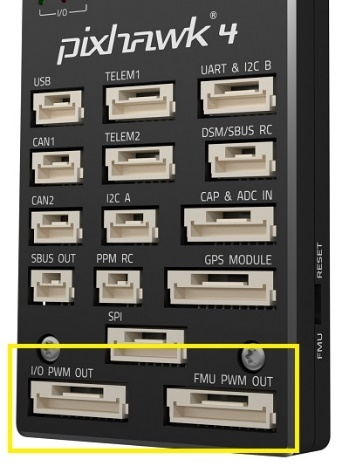 I/O
pixhawk® 4
USB TELEM1 UART & I2C B
CAN1 TELEM2 DSM/SBUS RC
CAN2 I2C A CAP & ADC IN
SBUS OUT PPM RC GPS MODULE
SPI
I/O PWM OUT FMU PWM OUT
RESET
FMU